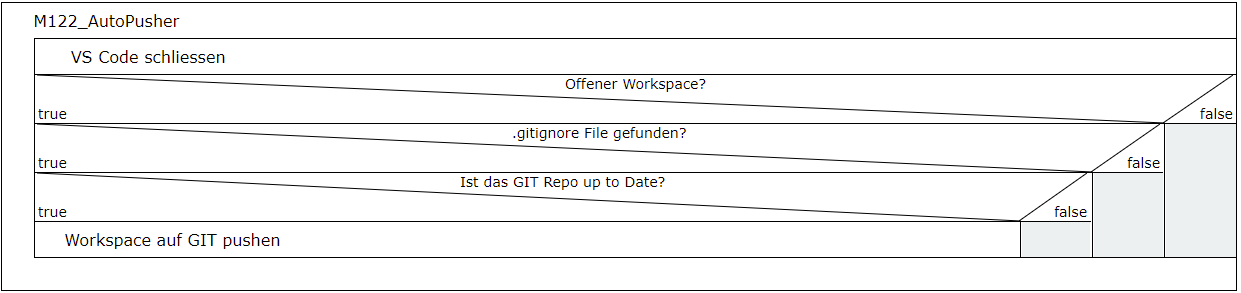 M122_AutoPusher
VS Code schliessen
Offener Workspace?
true
false
.gitignore File gefunden?
true
false
Ist das GIT Repo up to Date?
true
false
Workspace auf GIT pushen